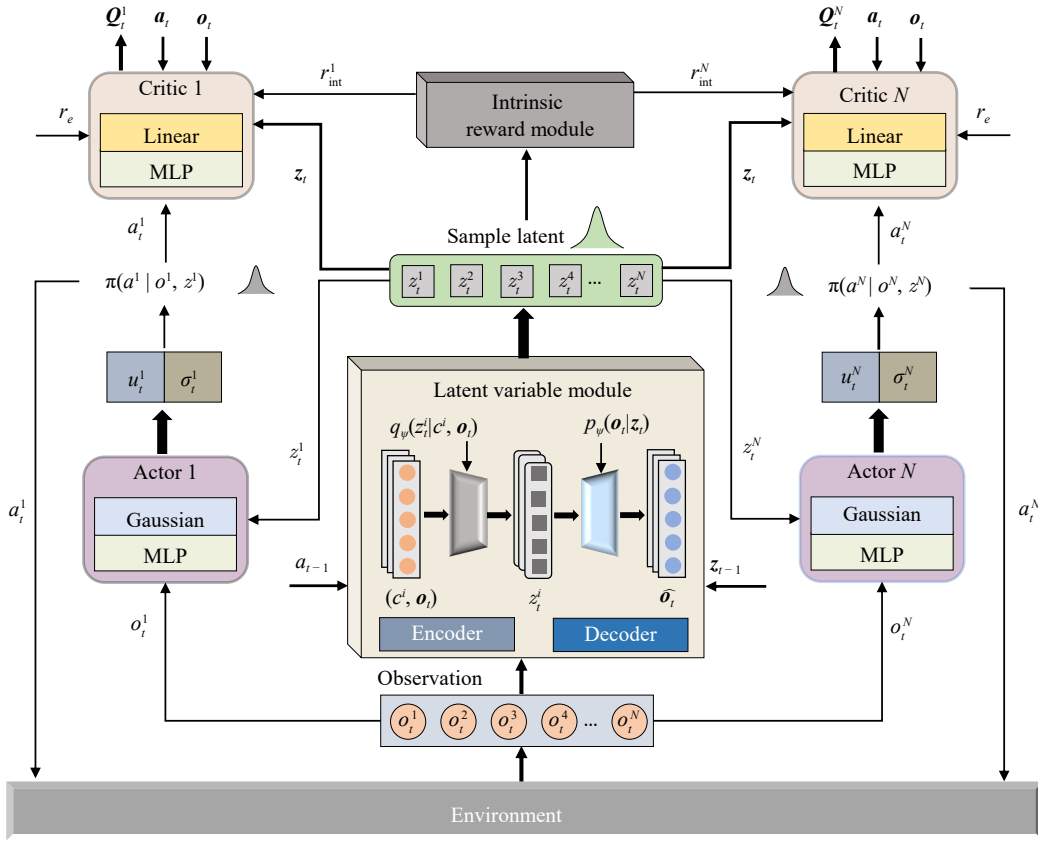 Q_t^1 a_t o_t
Q_t^N a_t o_t
Critic 1
r_int^1
r_int^N
Critic N
Intrinsic
reward module
r_e
Linear
MLP
Linear
MLP
r_e
z_t
z_t
a_t^1
Sample latent
a_t^N
z_t^1 z_t^2 z_t^3 z_t^4 ... z_t^N
π(a^1 | o^1, z^1)
π(a^N | o^N, z^N)
u_t^1 σ_t^1
u_t^N σ_t^N
Latent variable module
q_ψ(z_t^i|c^i, o_t)
p_ψ(o_t|z_t)
z_t^1
z_t^N
Actor 1
Actor N
a_t^1
Gaussian
MLP
Gaussian
MLP
a_t^N
a_{t−1}
z_{t−1}
(c^i, o_t)
z_t^i
\hat{o_t}
o_t^1
Encoder
Decoder
o_t^N
Observation
o_t^1 o_t^2 o_t^3 o_t^4 ... o_t^N
Environment